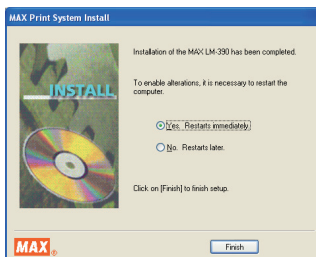 MAX Print System Install
INSTALL
Installation of the MAX LM-390 has been completed.
To enable alterations, it is necessary to restart the
computer.
Yes. Restarts immediately.
No. Restarts later.
Click on [Finish] to finish setup.
MAX®
Finish